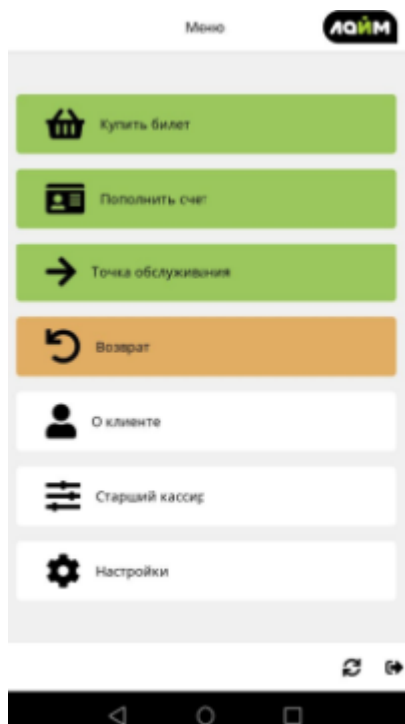 Меню
лайм
Купить билет
Пополнить счет
Точка обслуживания
Возврат
О клиенте
Старший кассир
Настройки